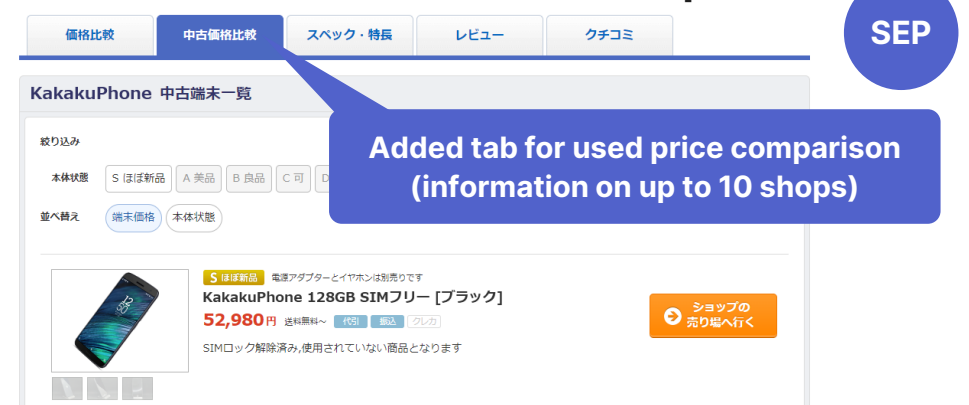 価格比較
中古価格比較
スペック・特長
レビュー
クチコミ
SEP
KakakuPhone 中古端末一覧
Added tab for used price comparison
(information on up to 10 shops)
絞り込み
本体状態 S ほぼ新品 A 美品 B 良品 C 可 D
並べ替え 端末価格 本体状態
S ほぼ新品 電源アダプターとイヤホンは別売りです
KakakuPhone 128GB SIMフリー [ブラック]
52,980円 送料無料～ 代引 振込 クレカ
SIMロック解除済み,使用されていない商品となります
ショップの
売り場へ行く